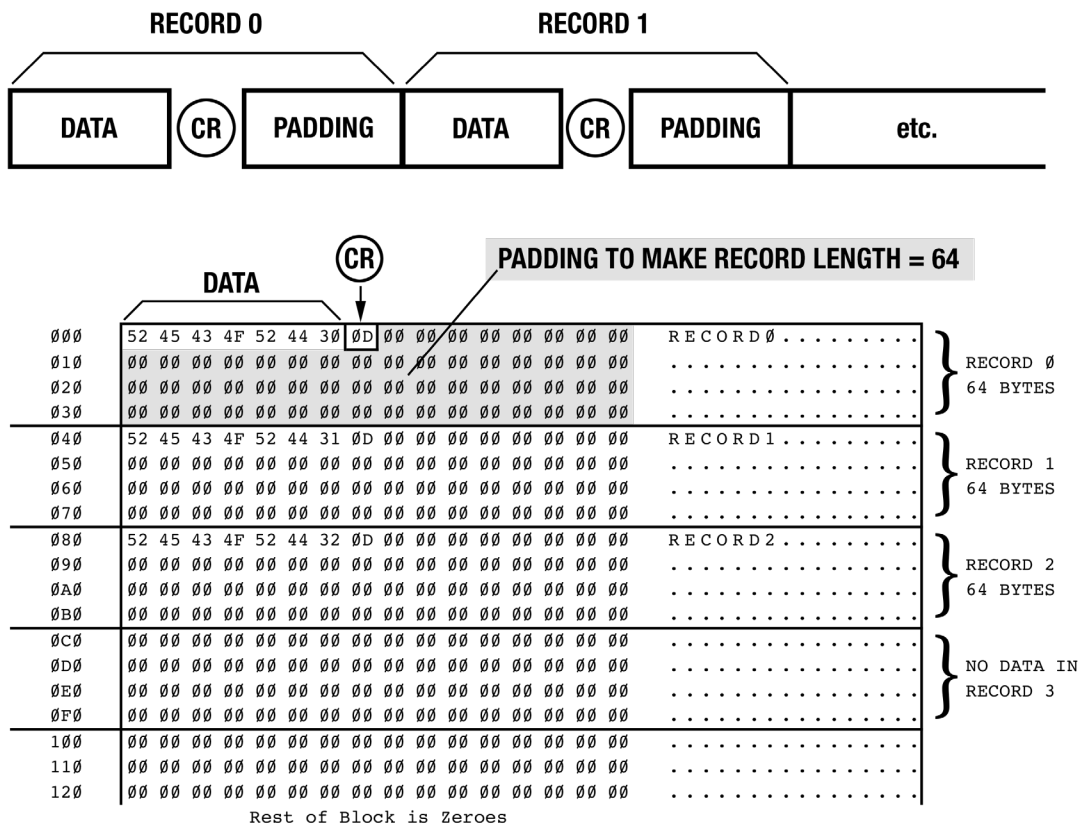 RECORD 0 RECORD 1
DATA CR PADDING DATA CR PADDING etc.
CR PADDING TO MAKE RECORD LENGTH = 64
DATA
ØØØ 52 45 43 4F 52 44 3Ø ØD ØØ ØØ ØØ ØØ ØØ ØØ ØØ ØØ RECORDØ.........
Ø1Ø ØØ ØØ ØØ ØØ ØØ ØØ ØØ ØØ ØØ ØØ ØØ ØØ ØØ ØØ ØØ ØØ ................ RECORD Ø
Ø2Ø ØØ ØØ ØØ ØØ ØØ ØØ ØØ ØØ ØØ ØØ ØØ ØØ ØØ ØØ ØØ ØØ ................ 64 BYTES
Ø3Ø ØØ ØØ ØØ ØØ ØØ ØØ ØØ ØØ ØØ ØØ ØØ ØØ ØØ ØØ ØØ ØØ ................
Ø4Ø 52 45 43 4F 52 44 31 ØD ØØ ØØ ØØ ØØ ØØ ØØ ØØ ØØ RECORD1.........
Ø5Ø ØØ ØØ ØØ ØØ ØØ ØØ ØØ ØØ ØØ ØØ ØØ ØØ ØØ ØØ ØØ ØØ ................ RECORD 1
Ø6Ø ØØ ØØ ØØ ØØ ØØ ØØ ØØ ØØ ØØ ØØ ØØ ØØ ØØ ØØ ØØ ØØ ................ 64 BYTES
Ø7Ø ØØ ØØ ØØ ØØ ØØ ØØ ØØ ØØ ØØ ØØ ØØ ØØ ØØ ØØ ØØ ØØ ................
Ø8Ø 52 45 43 4F 52 44 32 ØD ØØ ØØ ØØ ØØ ØØ ØØ ØØ ØØ RECORD2.........
Ø9Ø ØØ ØØ ØØ ØØ ØØ ØØ ØØ ØØ ØØ ØØ ØØ ØØ ØØ ØØ ØØ ØØ ................ RECORD 2
ØAØ ØØ ØØ ØØ ØØ ØØ ØØ ØØ ØØ ØØ ØØ ØØ ØØ ØØ ØØ ØØ ØØ ................ 64 BYTES
ØBØ ØØ ØØ ØØ ØØ ØØ ØØ ØØ ØØ ØØ ØØ ØØ ØØ ØØ ØØ ØØ ØØ ................
ØCØ ØØ ØØ ØØ ØØ ØØ ØØ ØØ ØØ ØØ ØØ ØØ ØØ ØØ ØØ ØØ ØØ ................
ØDØ ØØ ØØ ØØ ØØ ØØ ØØ ØØ ØØ ØØ ØØ ØØ ØØ ØØ ØØ ØØ ØØ ................ NO DATA IN
ØEØ ØØ ØØ ØØ ØØ ØØ ØØ ØØ ØØ ØØ ØØ ØØ ØØ ØØ ØØ ØØ ØØ ................ RECORD 3
ØFØ ØØ ØØ ØØ ØØ ØØ ØØ ØØ ØØ ØØ ØØ ØØ ØØ ØØ ØØ ØØ ØØ ................
1ØØ ØØ ØØ ØØ ØØ ØØ ØØ ØØ ØØ ØØ ØØ ØØ ØØ ØØ ØØ ØØ ØØ ................
11Ø ØØ ØØ ØØ ØØ ØØ ØØ ØØ ØØ ØØ ØØ ØØ ØØ ØØ ØØ ØØ ØØ ................
12Ø ØØ ØØ ØØ ØØ ØØ ØØ ØØ ØØ ØØ ØØ ØØ ØØ ØØ ØØ ØØ ØØ ................
Rest of Block is Zeroes